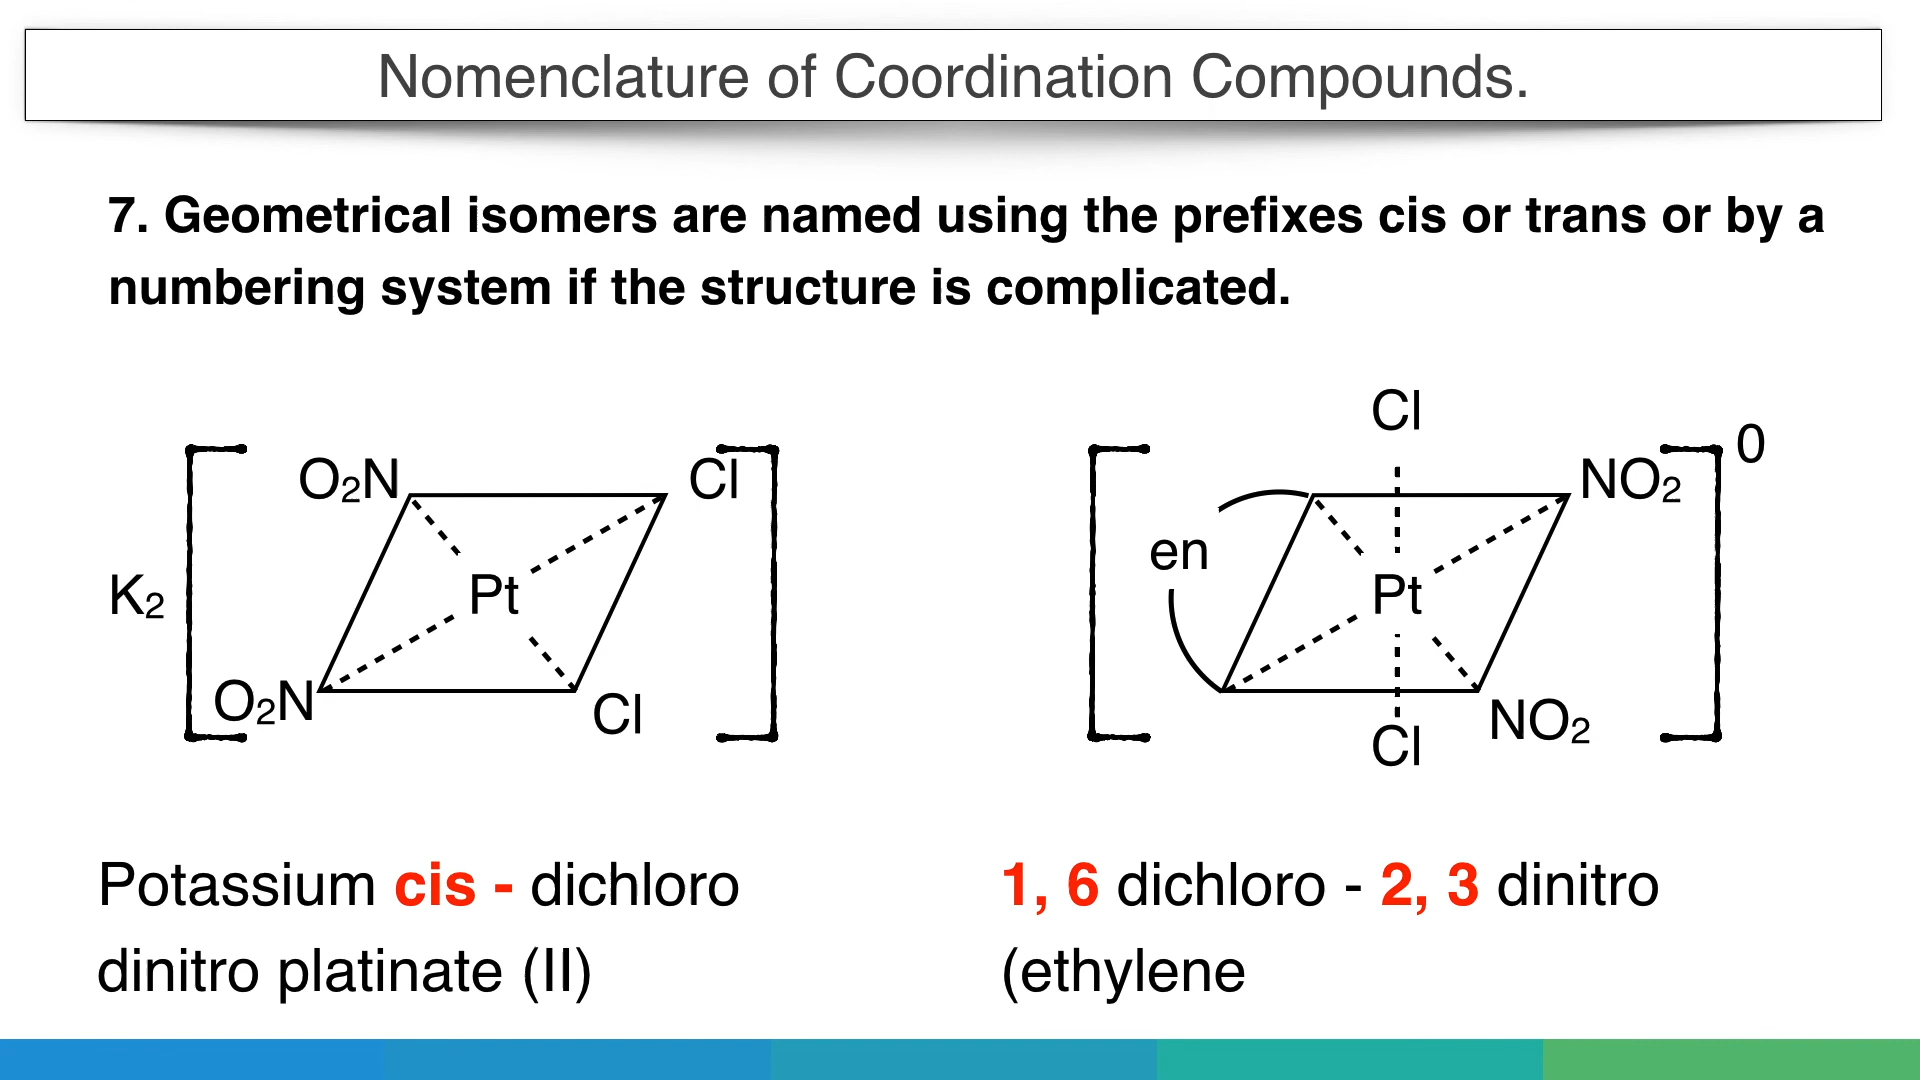 Nomenclature of Coordination Compounds.
7. Geometrical isomers are named using the prefixes cis or trans or by a
numbering system if the structure is complicated.
K₂
O₂N
Cl
Pt
O₂N
Cl
Cl
NO₂
0
en
Pt
NO₂
Cl
Potassium cis - dichloro
dinitro platinate (II)
1, 6 dichloro - 2, 3 dinitro
(ethylene